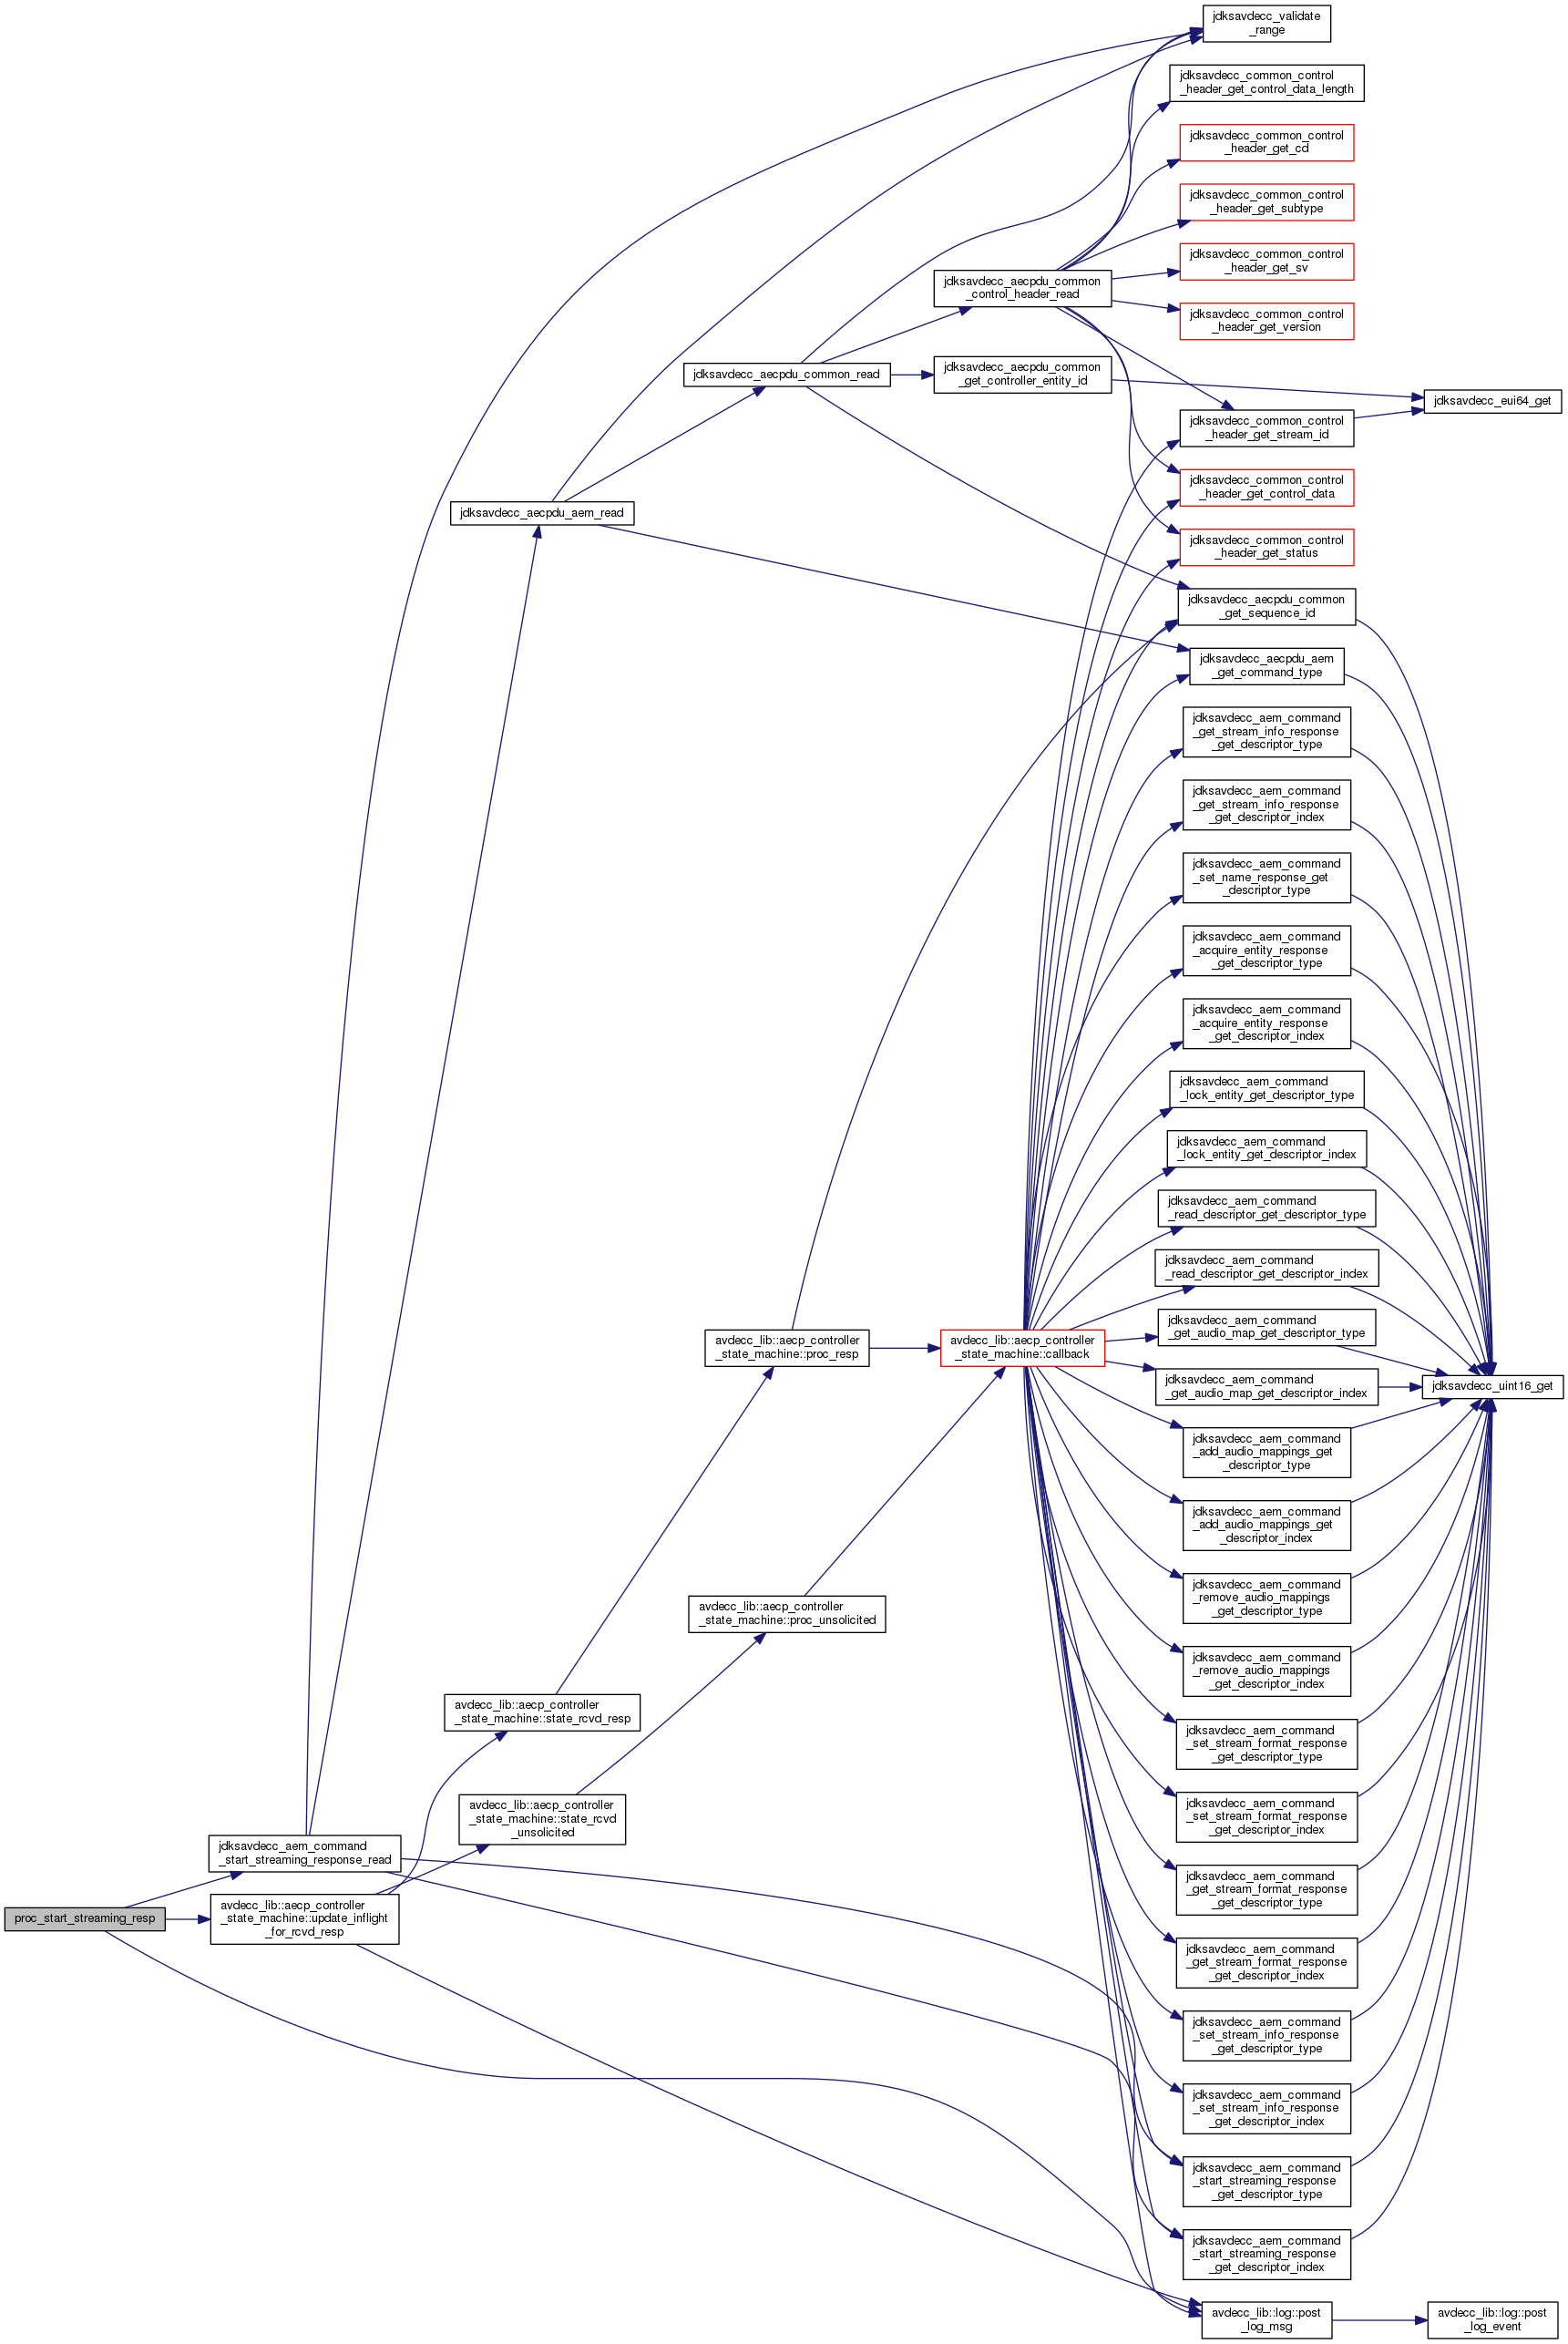 jdksavdecc_validate
_range
jdksavdecc_common_control
_header_get_control_data_length
jdksavdecc_common_control
_header_get_cd
jdksavdecc_common_control
_header_get_subtype
jdksavdecc_common_control
_header_get_sv
jdksavdecc_aecpdu_common
_control_header_read
jdksavdecc_common_control
_header_get_version
jdksavdecc_aecpdu_common_read
jdksavdecc_aecpdu_common
_get_controller_entity_id
jdksavdecc_eui64_get
jdksavdecc_common_control
_header_get_stream_id
jdksavdecc_common_control
_header_get_control_data
jdksavdecc_aecpdu_aem_read
jdksavdecc_common_control
_header_get_status
jdksavdecc_aecpdu_common
_get_sequence_id
jdksavdecc_aecpdu_aem
_get_command_type
jdksavdecc_aem_command
_get_stream_info_response
_get_descriptor_type
jdksavdecc_aem_command
_get_stream_info_response
_get_descriptor_index
jdksavdecc_aem_command
_set_name_response_get
_descriptor_type
jdksavdecc_aem_command
_acquire_entity_response
_get_descriptor_type
jdksavdecc_aem_command
_acquire_entity_response
_get_descriptor_index
jdksavdecc_aem_command
_lock_entity_get_descriptor_type
jdksavdecc_aem_command
_lock_entity_get_descriptor_index
jdksavdecc_aem_command
_read_descriptor_get_descriptor_type
jdksavdecc_aem_command
_read_descriptor_get_descriptor_index
avdecc_lib::aecp_controller
_state_machine::proc_resp
avdecc_lib::aecp_controller
_state_machine::callback
jdksavdecc_aem_command
_get_audio_map_get_descriptor_type
jdksavdecc_aem_command
_get_audio_map_get_descriptor_index
jdksavdecc_uint16_get
jdksavdecc_aem_command
_add_audio_mappings_get
_descriptor_type
jdksavdecc_aem_command
_add_audio_mappings_get
_descriptor_index
jdksavdecc_aem_command
_remove_audio_mappings
_get_descriptor_type
avdecc_lib::aecp_controller
_state_machine::proc_unsolicited
jdksavdecc_aem_command
_remove_audio_mappings
_get_descriptor_index
avdecc_lib::aecp_controller
_state_machine::state_rcvd_resp
jdksavdecc_aem_command
_set_stream_format_response
_get_descriptor_type
avdecc_lib::aecp_controller
_state_machine::state_rcvd
_unsolicited
jdksavdecc_aem_command
_set_stream_format_response
_get_descriptor_index
jdksavdecc_aem_command
_start_streaming_response_read
jdksavdecc_aem_command
_get_stream_format_response
_get_descriptor_type
proc_start_streaming_resp
avdecc_lib::aecp_controller
_state_machine::update_inflight
_for_rcvd_resp
jdksavdecc_aem_command
_get_stream_format_response
_get_descriptor_index
jdksavdecc_aem_command
_set_stream_info_response
_get_descriptor_type
jdksavdecc_aem_command
_set_stream_info_response
_get_descriptor_index
jdksavdecc_aem_command
_start_streaming_response
_get_descriptor_type
jdksavdecc_aem_command
_start_streaming_response
_get_descriptor_index
avdecc_lib::log::post
_log_msg
avdecc_lib::log::post
_log_event